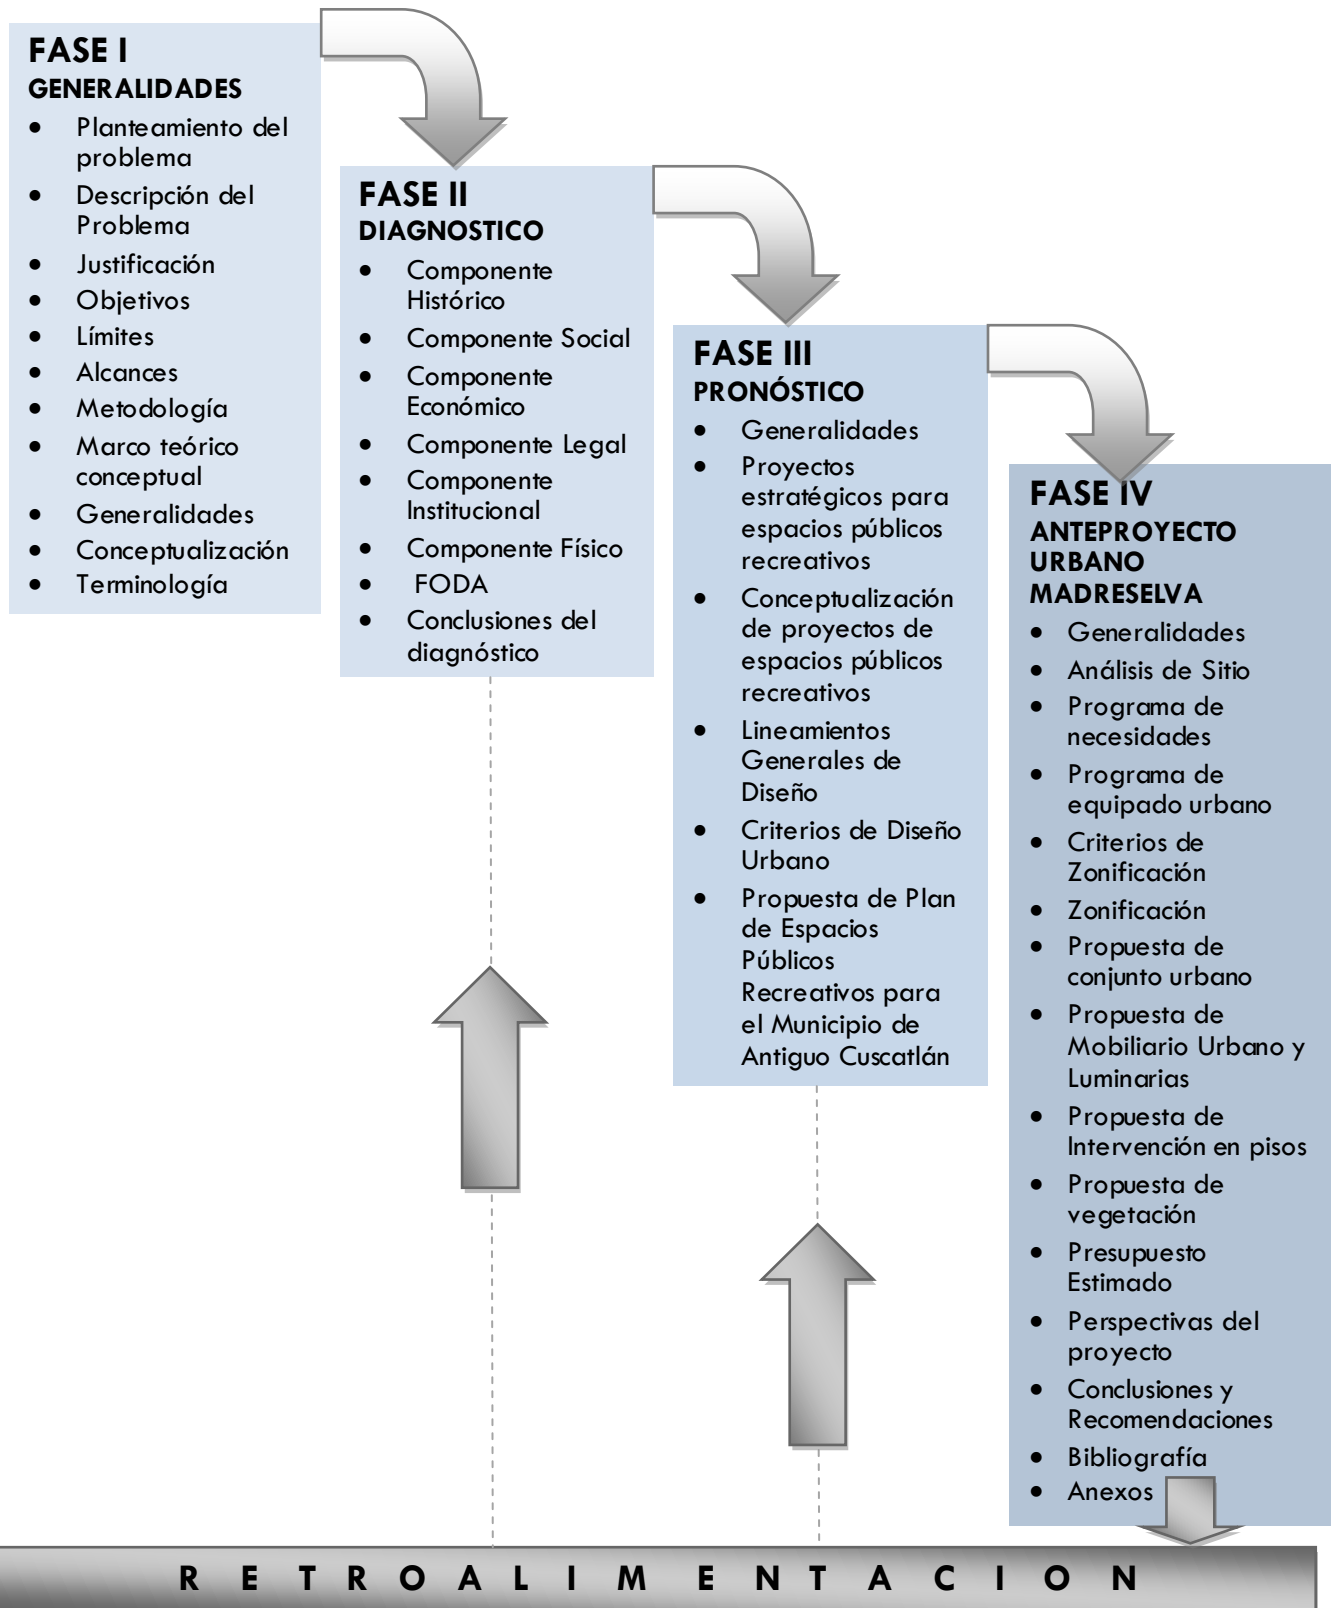 FASE I
GENERALIDADES
• Planteamiento del
problema
• Descripción del
Problema
• Justificación
• Objetivos
• Límites
• Alcances
• Metodología
• Marco teórico
conceptual
• Generalidades
• Conceptualización
• Terminología
FASE II
DIAGNOSTICO
• Componente
Histórico
• Componente Social
• Componente
Económico
• Componente Legal
• Componente
Institucional
• Componente Físico
• FODA
• Conclusiones del
diagnóstico
FASE III
PRONÓSTICO
• Generalidades
• Proyectos
estratégicos para
espacios públicos
recreativos
• Conceptualización
de proyectos de
espacios públicos
recreativos
• Lineamientos
Generales de
Diseño
• Criterios de Diseño
Urbano
• Propuesta de Plan
de Espacios
Públicos
Recreativos para
el Municipio de
Antiguo Cuscatlán
FASE IV
ANTEPROYECTO
URBANO
MADRESELVA
• Generalidades
• Análisis de Sitio
• Programa de
necesidades
• Programa de
equipado urbano
• Criterios de
Zonificación
• Zonificación
• Propuesta de
conjunto urbano
• Propuesta de
Mobiliario Urbano y
Luminarias
• Propuesta de
Intervención en pisos
• Propuesta de
vegetación
• Presupuesto
Estimado
• Perspectivas del
proyecto
• Conclusiones y
Recomendaciones
• Bibliografía
• Anexos
R E T R O A L I M E N T A C I O N